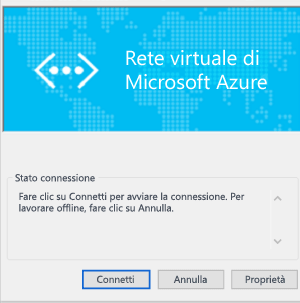 Rete virtuale di
Microsoft Azure
Stato connessione
Fare clic su Connetti per avviare la connessione. Per
lavorare offline, fare clic su Annulla.
Connetti Annulla Proprietà